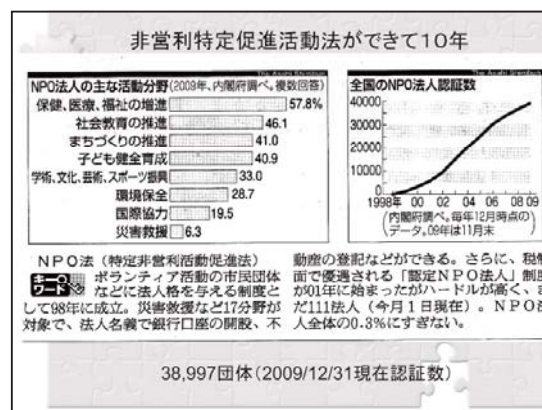 非営利特定促進活動法ができて10年
The Asahi Shimbun
NPO法人の主な活動分野(2009年、内閣府調べ。複数回答)
保健、医療、福祉の増進 57.8%
社会教育の推進 46.1
まちづくりの推進 41.0
子ども健全育成 40.9
学術、文化、芸術、スポーツ振興 33.0
環境保全 28.7
国際協力 19.5
災害救援 6.3
The Asahi Shimbun
全国のNPO法人認証数
40000
30000
20000
10000
0
1998年 00 02 04 06 08 09
(内閣府調べ。毎年12月時点の
データ。09年は11月末
NPO法(特定非営利活動促進法)
キーワード
ボランティア活動の市民団体
などに法人格を与える制度と
して98年に成立。災害救援など17分野が
対象で、法人名義で銀行口座の開設、不
動産の登記などができる。さらに、税制
面で優遇される「認定NPO法人」制度
が01年に始まったがハードルが高く、ま
だ111法人(今月1日現在)。NPO法
人全体の0.3%にすぎない。
38,997団体(2009/12/31現在認証数)